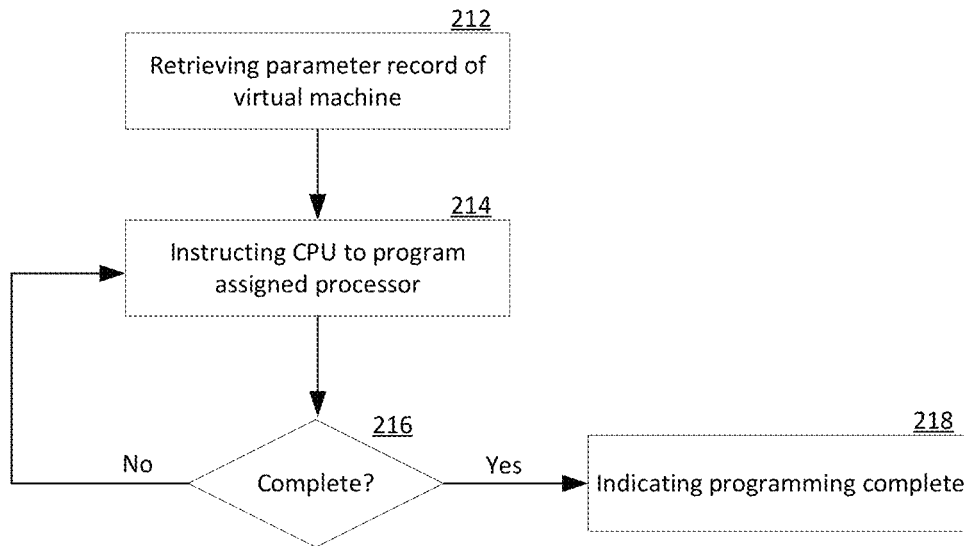 212
Retrieving parameter record of
virtual machine
214
Instructing CPU to program
assigned processor
216
Complete?
No
Yes
218
Indicating programming complete